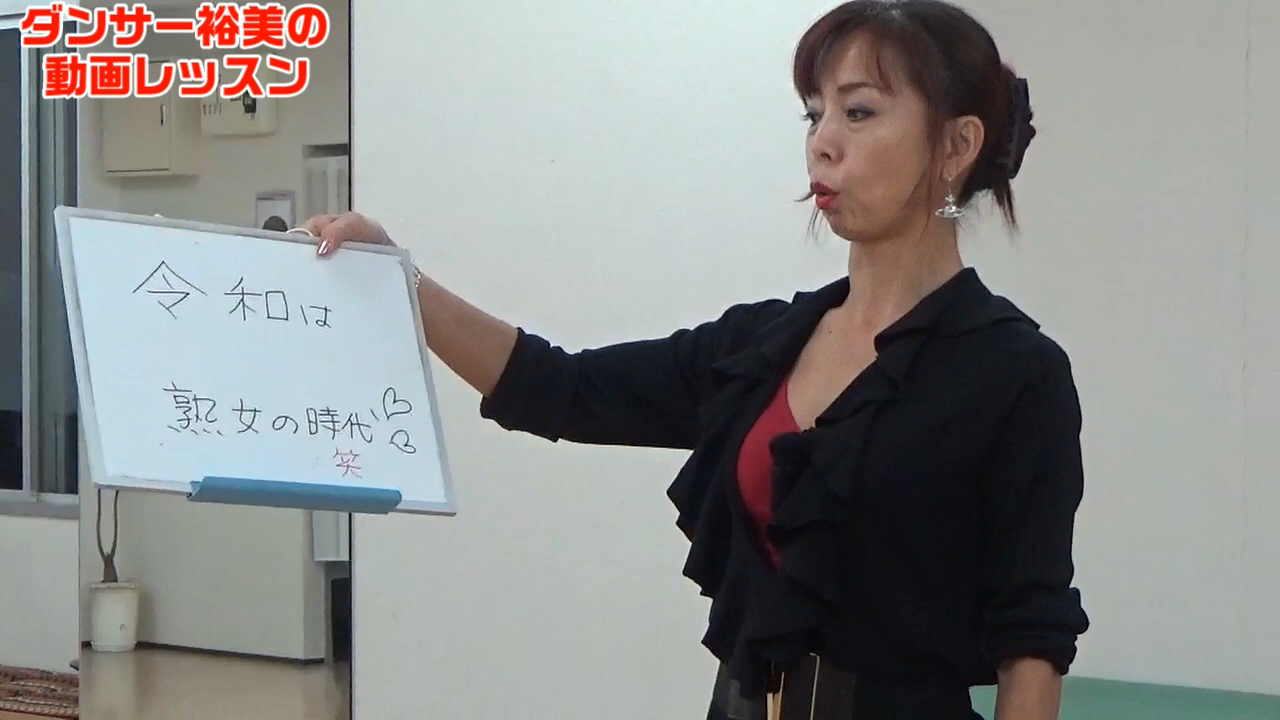 ダンサー裕美の
動画レッスン
令和は
熟女の時代♡♡
笑